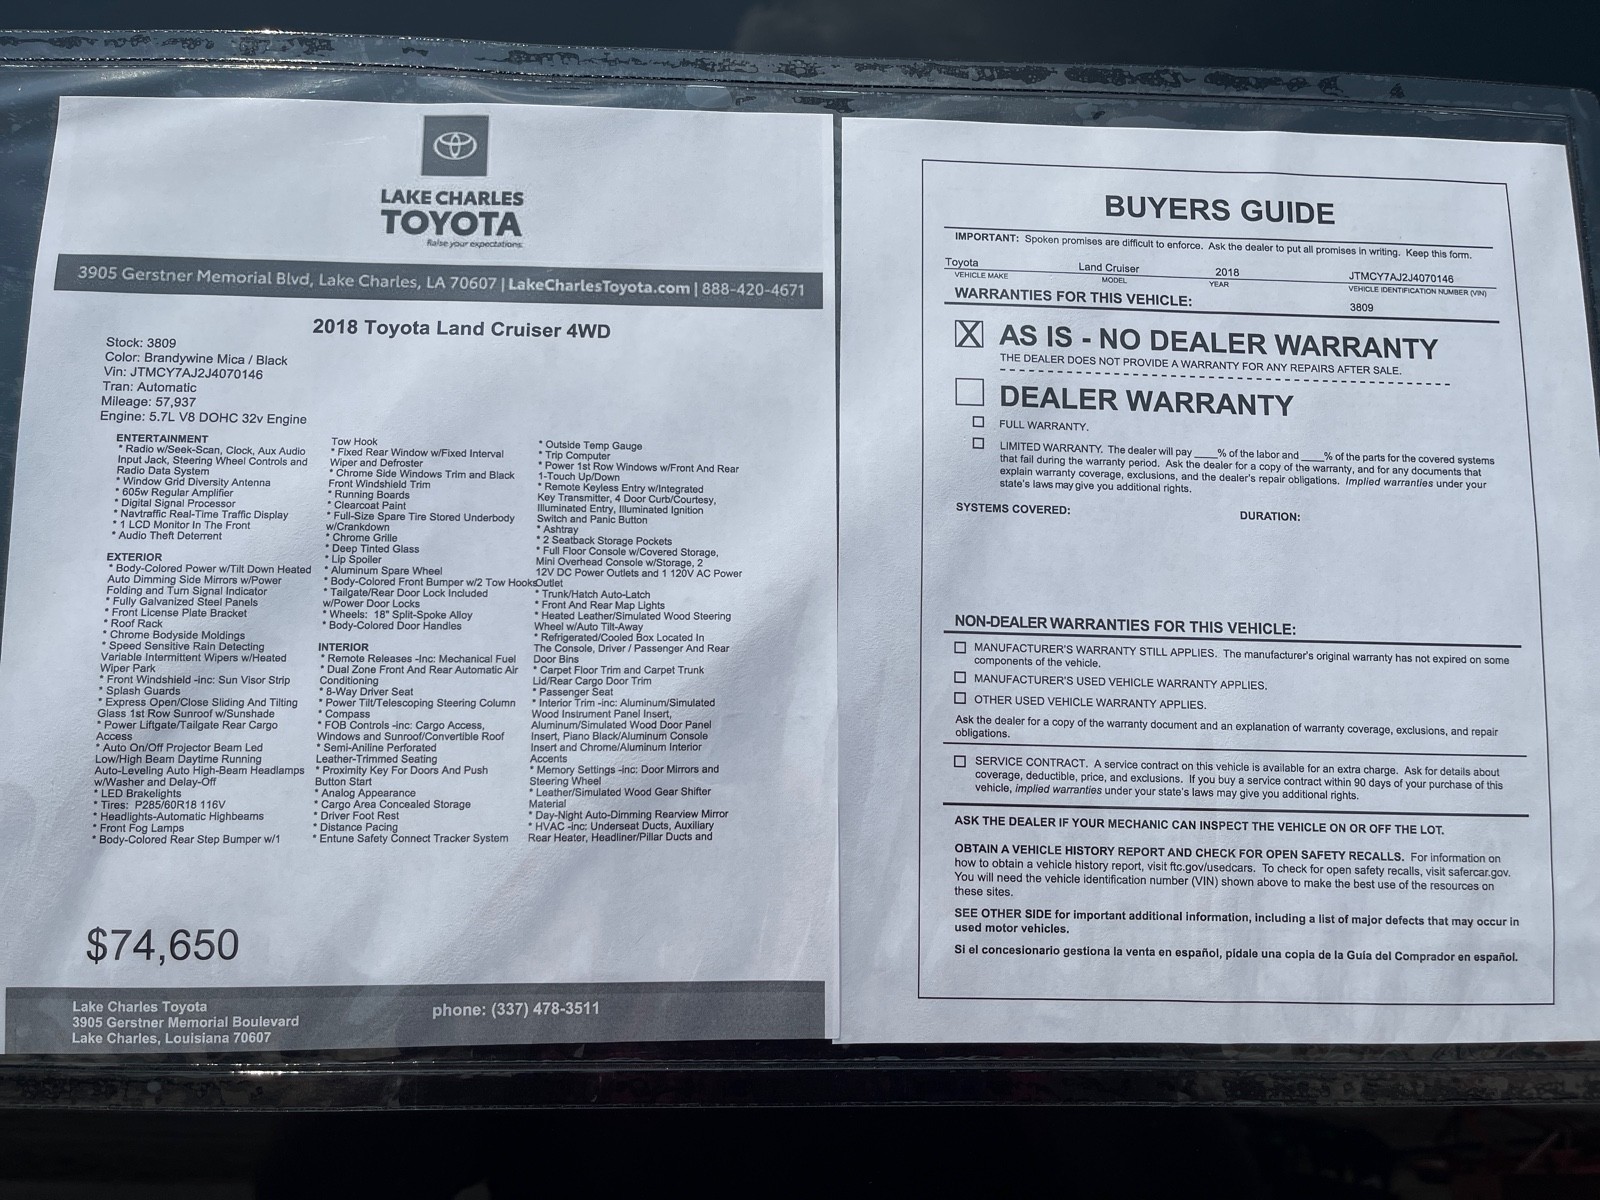 LAKE CHARLES
TOYOTA
Raise your expectations.
3905 Gerstner Memorial Blvd, Lake Charles, LA 70607 | LakeCharlesToyota.com | 888-420-4671
2018 Toyota Land Cruiser 4WD
Stock: 3809
Color: Brandywine Mica / Black
Vin: JTMCY7AJ2J4070146
Tran: Automatic
Mileage: 57,937
Engine: 5.7L V8 DOHC 32v Engine
ENTERTAINMENT
* Radio w/Seek-Scan, Clock, Aux Audio
Input Jack, Steering Wheel Controls and
Radio Data System
* Window Grid Diversity Antenna
* 605w Regular Amplifier
* Digital Signal Processor
* Navtraffic Real-Time Traffic Display
* 1 LCD Monitor In The Front
* Audio Theft Deterrent
EXTERIOR
* Body-Colored Power w/Tilt Down Heated
Auto Dimming Side Mirrors w/Power
Folding and Turn Signal Indicator
* Fully Galvanized Steel Panels
* Front License Plate Bracket
* Roof Rack
* Chrome Bodyside Moldings
* Speed Sensitive Rain Detecting
Variable Intermittent Wipers w/Heated
Wiper Park
* Front Windshield -inc: Sun Visor Strip
* Splash Guards
* Express Open/Close Sliding And Tilting
Glass 1st Row Sunroof w/Sunshade
* Power Liftgate/Tailgate Rear Cargo
Access
* Auto On/Off Projector Beam Led
Low/High Beam Daytime Running
Auto-Leveling Auto High-Beam Headlamps
w/Washer and Delay-Off
* LED Brakelights
* Tires: P285/60R18 116V
* Headlights-Automatic Highbeams
* Front Fog Lamps
* Body-Colored Rear Step Bumper w/1
Tow Hook
* Fixed Rear Window w/Fixed Interval
Wiper and Defroster
* Chrome Side Windows Trim and Black
Front Windshield Trim
* Running Boards
* Clearcoat Paint
* Full-Size Spare Tire Stored Underbody
w/Crankdown
* Chrome Grille
* Deep Tinted Glass
* Lip Spoiler
* Aluminum Spare Wheel
* Body-Colored Front Bumper w/2 Tow Hooks
* Tailgate/Rear Door Lock Included
w/Power Door Locks
* Wheels: 18" Split-Spoke Alloy
* Body-Colored Door Handles
INTERIOR
* Remote Releases -Inc: Mechanical Fuel
* Dual Zone Front And Rear Automatic Air
Conditioning
* 8-Way Driver Seat
* Power Tilt/Telescoping Steering Column
* Compass
* FOB Controls -inc: Cargo Access,
Windows and Sunroof/Convertible Roof
* Semi-Aniline Perforated
Leather-Trimmed Seating
* Proximity Key For Doors And Push
Button Start
* Analog Appearance
* Cargo Area Concealed Storage
* Driver Foot Rest
* Distance Pacing
* Entune Safety Connect Tracker System
* Outside Temp Gauge
* Trip Computer
* Power 1st Row Windows w/Front And Rear
1-Touch Up/Down
* Remote Keyless Entry w/Integrated
Key Transmitter, 4 Door Curb/Courtesy,
Illuminated Entry, Illuminated Ignition
Switch and Panic Button
* Ashtray
* 2 Seatback Storage Pockets
* Full Floor Console w/Covered Storage,
Mini Overhead Console w/Storage, 2
12V DC Power Outlets and 1 120V AC Power
Outlet
* Trunk/Hatch Auto-Latch
* Front And Rear Map Lights
* Heated Leather/Simulated Wood Steering
Wheel w/Auto Tilt-Away
* Refrigerated/Cooled Box Located In
The Console, Driver / Passenger And Rear
Door Bins
* Carpet Floor Trim and Carpet Trunk
Lid/Rear Cargo Door Trim
* Passenger Seat
* Interior Trim -inc: Aluminum/Simulated
Wood Instrument Panel Insert,
Aluminum/Simulated Wood Door Panel
Insert, Piano Black/Aluminum Console
Insert and Chrome/Aluminum Interior
Accents
* Memory Settings -inc: Door Mirrors and
Steering Wheel
* Leather/Simulated Wood Gear Shifter
Material
* Day-Night Auto-Dimming Rearview Mirror
* HVAC -inc: Underseat Ducts, Auxiliary
Rear Heater, Headliner/Pillar Ducts and
$74,650
Lake Charles Toyota
3905 Gerstner Memorial Boulevard
Lake Charles, Louisiana 70607
phone: (337) 478-3511
BUYERS GUIDE
IMPORTANT: Spoken promises are difficult to enforce. Ask the dealer to put all promises in writing. Keep this form.
Toyota Land Cruiser 2018 JTMCY7AJ2J4070146
VEHICLE MAKE MODEL YEAR VEHICLE IDENTIFICATION NUMBER (VIN)
WARRANTIES FOR THIS VEHICLE: 3809
X AS IS - NO DEALER WARRANTY
THE DEALER DOES NOT PROVIDE A WARRANTY FOR ANY REPAIRS AFTER SALE.
DEALER WARRANTY
FULL WARRANTY.
LIMITED WARRANTY. The dealer will pay ____% of the labor and ____% of the parts for the covered systems
that fail during the warranty period. Ask the dealer for a copy of the warranty, and for any documents that
explain warranty coverage, exclusions, and the dealer's repair obligations. Implied warranties under your
state's laws may give you additional rights.
SYSTEMS COVERED: DURATION:
NON-DEALER WARRANTIES FOR THIS VEHICLE:
MANUFACTURER'S WARRANTY STILL APPLIES. The manufacturer's original warranty has not expired on some
components of the vehicle.
MANUFACTURER'S USED VEHICLE WARRANTY APPLIES.
OTHER USED VEHICLE WARRANTY APPLIES.
Ask the dealer for a copy of the warranty document and an explanation of warranty coverage, exclusions, and repair
obligations.
SERVICE CONTRACT. A service contract on this vehicle is available for an extra charge. Ask for details about
coverage, deductible, price, and exclusions. If you buy a service contract within 90 days of your purchase of this
vehicle, implied warranties under your state's laws may give you additional rights.
ASK THE DEALER IF YOUR MECHANIC CAN INSPECT THE VEHICLE ON OR OFF THE LOT.
OBTAIN A VEHICLE HISTORY REPORT AND CHECK FOR OPEN SAFETY RECALLS. For information on
how to obtain a vehicle history report, visit ftc.gov/usedcars. To check for open safety recalls, visit safercar.gov.
You will need the vehicle identification number (VIN) shown above to make the best use of the resources on
these sites.
SEE OTHER SIDE for important additional information, including a list of major defects that may occur in
used motor vehicles.
Si el concesionario gestiona la venta en español, pídale una copia de la Guía del Comprador en español.